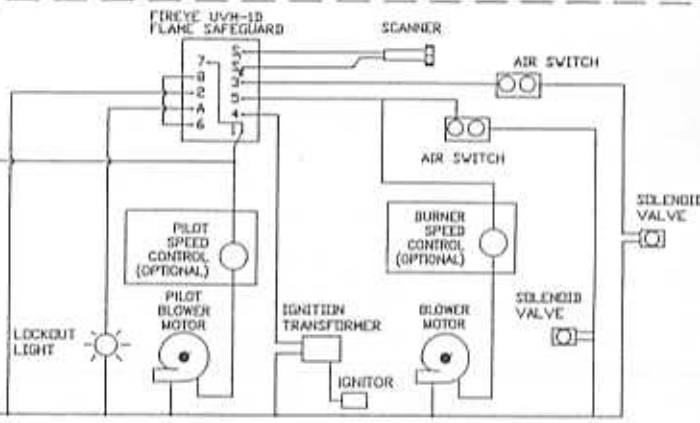 FIREYE UVM-1D
FLAME SAFEGUARD
SCANNER
AIR SWITCH
7
8
2
A
6
S
S
3
5
4
1
AIR SWITCH
SOLENOID
VALVE
PILOT
SPEED
CONTROL
(OPTIONAL)
BURNER
SPEED
CONTROL
(OPTIONAL)
PILOT
BLOWER
MOTOR
IGNITION
TRANSFORMER
BLOWER
MOTOR
SOLENOID
VALVE
LOCKOUT
LIGHT
IGNITOR